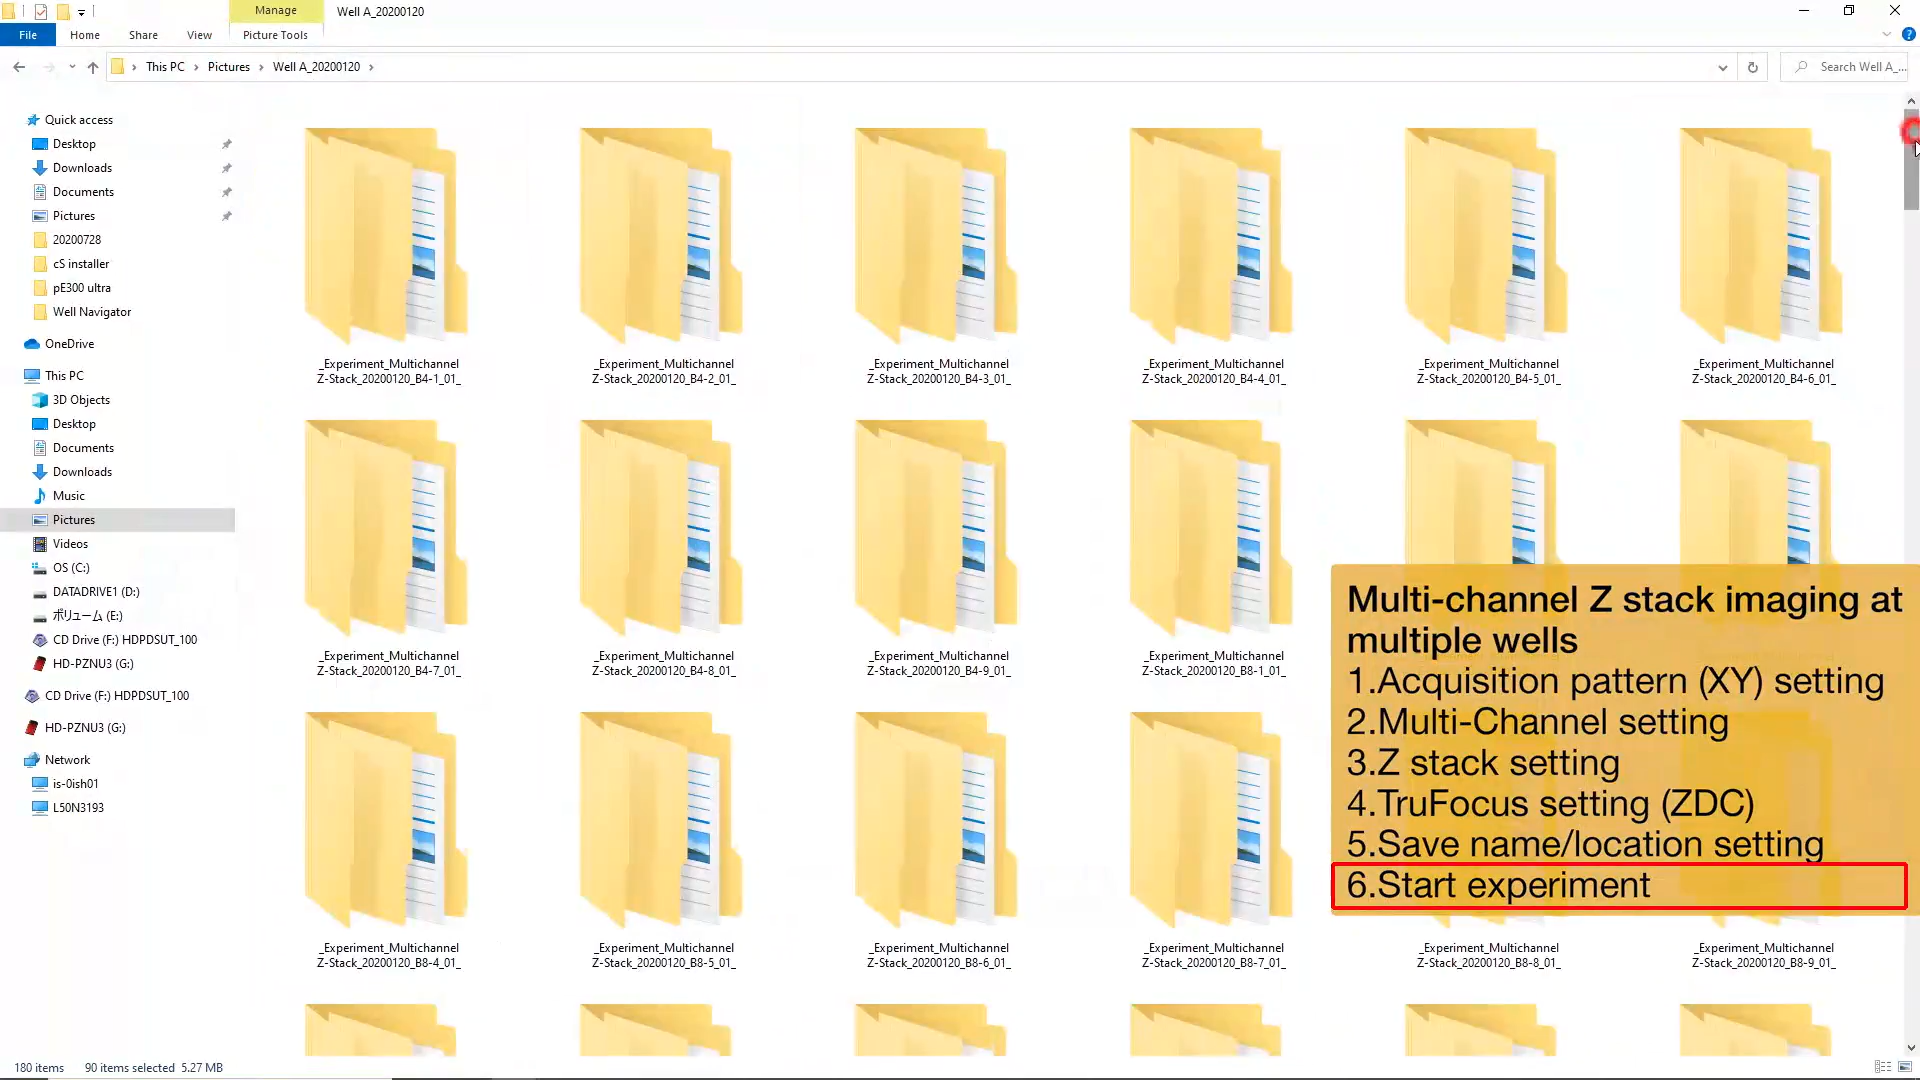 Manage
Well A_20200120
File
Home
Share
View
Picture Tools
This PC
Pictures
Well A_20200120
Search Well A_...
Quick access
Desktop
Downloads
Documents
Pictures
20200728
cS installer
pE300 ultra
Well Navigator
OneDrive
This PC
3D Objects
Desktop
Documents
Downloads
Music
Pictures
Videos
OS (C:)
DATADRIVE1 (D:)
ボリューム (E:)
CD Drive (F:) HDPDSUT_100
HD-PZNU3 (G:)
CD Drive (F:) HDPDSUT_100
HD-PZNU3 (G:)
Network
is-0ish01
L50N3193
_Experiment_Multichannel
Z-Stack_20200120_B4-1_01_
_Experiment_Multichannel
Z-Stack_20200120_B4-2_01_
_Experiment_Multichannel
Z-Stack_20200120_B4-3_01_
_Experiment_Multichannel
Z-Stack_20200120_B4-4_01_
_Experiment_Multichannel
Z-Stack_20200120_B4-5_01_
_Experiment_Multichannel
Z-Stack_20200120_B4-6_01_
_Experiment_Multichannel
Z-Stack_20200120_B4-7_01_
_Experiment_Multichannel
Z-Stack_20200120_B4-8_01_
_Experiment_Multichannel
Z-Stack_20200120_B4-9_01_
_Experiment_Multichannel
Z-Stack_20200120_B8-1_01_
_Experiment_Multichannel
Z-Stack_20200120_B8-4_01_
_Experiment_Multichannel
Z-Stack_20200120_B8-5_01_
_Experiment_Multichannel
Z-Stack_20200120_B8-6_01_
_Experiment_Multichannel
Z-Stack_20200120_B8-7_01_
_Experiment_Multichannel
Z-Stack_20200120_B8-8_01_
_Experiment_Multichannel
Z-Stack_20200120_B8-9_01_
Multi-channel Z stack imaging at
multiple wells
1.Acquisition pattern (XY) setting
2.Multi-Channel setting
3.Z stack setting
4.TruFocus setting (ZDC)
5.Save name/location setting
6.Start experiment
180 items
90 items selected 5.27 MB